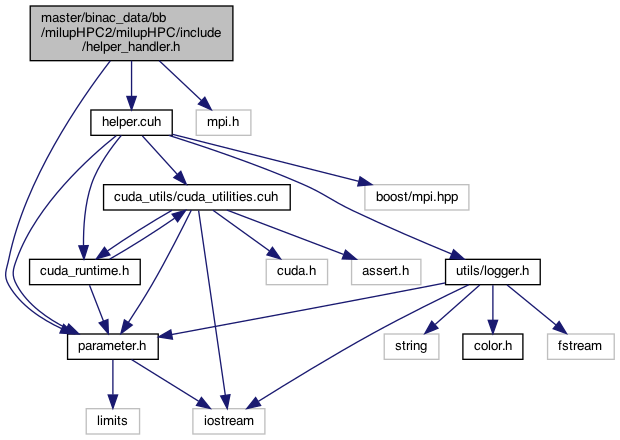 master/binac_data/bb
/milupHPC2/milupHPC/include
/helper_handler.h
helper.cuh
mpi.h
cuda_utils/cuda_utilities.cuh
boost/mpi.hpp
cuda_runtime.h
cuda.h
assert.h
utils/logger.h
parameter.h
string
color.h
fstream
limits
iostream